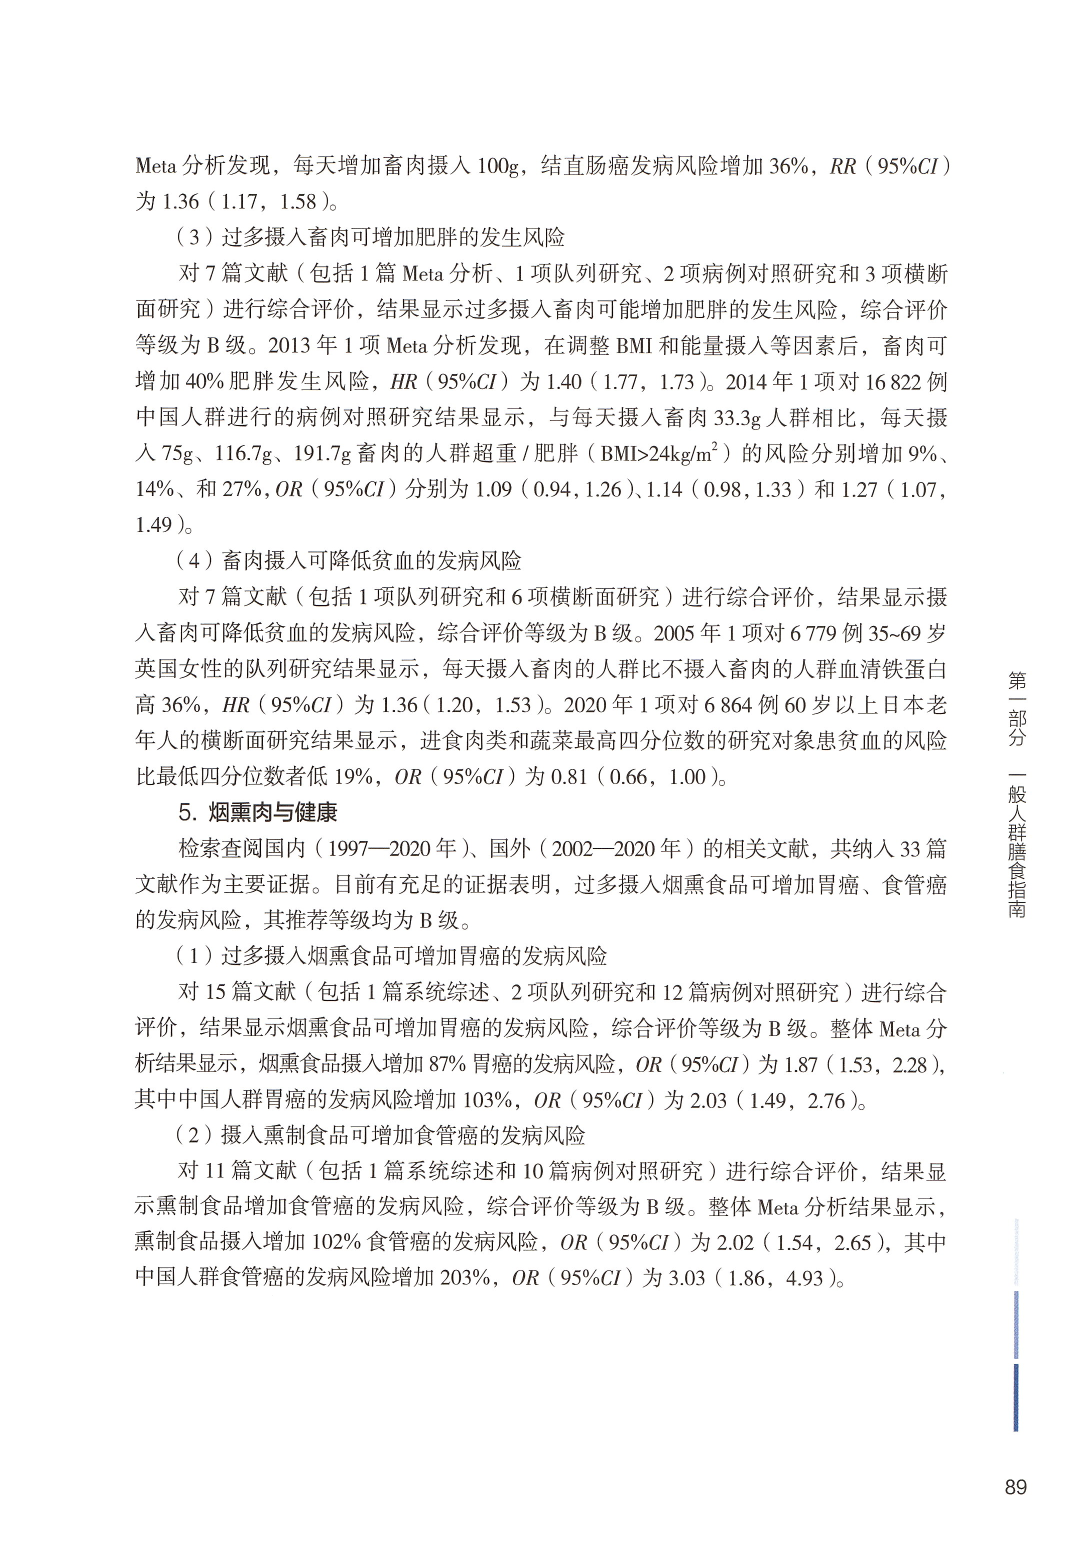 Meta 分析发现，每天增加畜肉摄入 100g，结直肠癌发病风险增加 36%，RR（95%CI）
为 1.36（1.17，1.58）。
（3）过多摄入畜肉可增加肥胖的发生风险
对 7 篇文献（包括 1 篇 Meta 分析、1 项队列研究、2 项病例对照研究和 3 项横断
面研究）进行综合评价，结果显示过多摄入畜肉可能增加肥胖的发生风险，综合评价
等级为 B 级。2013 年 1 项 Meta 分析发现，在调整 BMI 和能量摄入等因素后，畜肉可
增加 40% 肥胖发生风险，HR（95%CI）为 1.40（1.77，1.73）。2014 年 1 项对 16 822 例
中国人群进行的病例对照研究结果显示，与每天摄入畜肉 33.3g 人群相比，每天摄
入 75g、116.7g、191.7g 畜肉的人群超重 / 肥胖（BMI>24kg/m²）的风险分别增加 9%、
14%、和 27%，OR（95%CI）分别为 1.09（0.94，1.26）、1.14（0.98，1.33）和 1.27（1.07，
1.49）。
（4）畜肉摄入可降低贫血的发病风险
对 7 篇文献（包括 1 项队列研究和 6 项横断面研究）进行综合评价，结果显示摄
入畜肉可降低贫血的发病风险，综合评价等级为 B 级。2005 年 1 项对 6 779 例 35~69 岁
英国女性的队列研究结果显示，每天摄入畜肉的人群比不摄入畜肉的人群血清铁蛋白
高 36%，HR（95%CI）为 1.36（1.20，1.53）。2020 年 1 项对 6 864 例 60 岁以上日本老
年人的横断面研究结果显示，进食肉类和蔬菜最高四分位数的研究对象患贫血的风险
比最低四分位数者低 19%，OR（95%CI）为 0.81（0.66，1.00）。
5. 烟熏肉与健康
检索查阅国内（1997—2020 年）、国外（2002—2020 年）的相关文献，共纳入 33 篇
文献作为主要证据。目前有充足的证据表明，过多摄入烟熏食品可增加胃癌、食管癌
的发病风险，其推荐等级均为 B 级。
（1）过多摄入烟熏食品可增加胃癌的发病风险
对 15 篇文献（包括 1 篇系统综述、2 项队列研究和 12 篇病例对照研究）进行综合
评价，结果显示烟熏食品可增加胃癌的发病风险，综合评价等级为 B 级。整体 Meta 分
析结果显示，烟熏食品摄入增加 87% 胃癌的发病风险，OR（95%CI）为 1.87（1.53，2.28），
其中中国人群胃癌的发病风险增加 103%，OR（95%CI）为 2.03（1.49，2.76）。
（2）摄入熏制食品可增加食管癌的发病风险
对 11 篇文献（包括 1 篇系统综述和 10 篇病例对照研究）进行综合评价，结果显
示熏制食品增加食管癌的发病风险，综合评价等级为 B 级。整体 Meta 分析结果显示，
熏制食品摄入增加 102% 食管癌的发病风险，OR（95%CI）为 2.02（1.54，2.65），其中
中国人群食管癌的发病风险增加 203%，OR（95%CI）为 3.03（1.86，4.93）。
第一部分 一般人群膳食指南
89